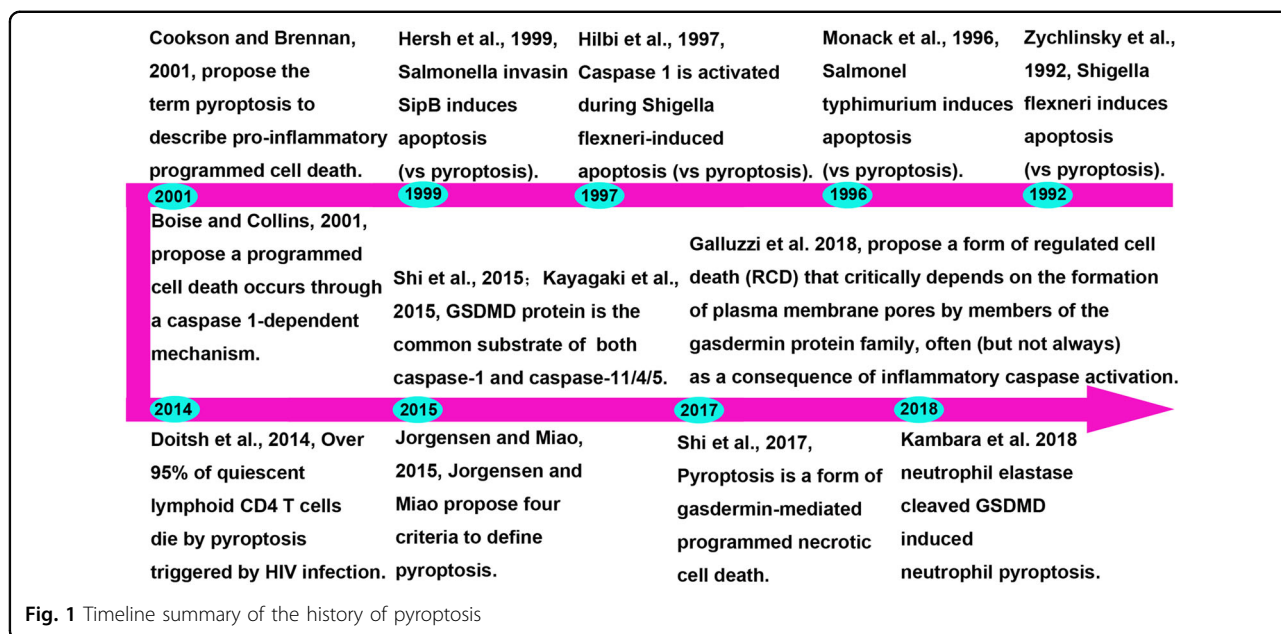 Cookson and Brennan,
2001, propose the
term pyroptosis to
describe pro-inflammatory
programmed cell death.
Hersh et al., 1999,
Salmonella invasin
SipB induces
apoptosis
(vs pyroptosis).
Hilbi et al., 1997,
Caspase 1 is activated
during Shigella
flexneri-induced
apoptosis (vs pyroptosis).
Monack et al., 1996,
Salmonel
typhimurium induces
apoptosis
(vs pyroptosis).
Zychlinsky et al.,
1992, Shigella
flexneri induces
apoptosis
(vs pyroptosis).
2001
1999
1997
1996
1992
Boise and Collins, 2001,
propose a programmed
cell death occurs through
a caspase 1-dependent
mechanism.
Shi et al., 2015; Kayagaki et al.,
2015, GSDMD protein is the
common substrate of both
caspase-1 and caspase-11/4/5.
Galluzzi et al. 2018, propose a form of regulated cell
death (RCD) that critically depends on the formation
of plasma membrane pores by members of the
gasdermin protein family, often (but not always)
as a consequence of inflammatory caspase activation.
2014
2015
2017
2018
Doitsh et al., 2014, Over
95% of quiescent
lymphoid CD4 T cells
die by pyroptosis
triggered by HIV infection.
Jorgensen and Miao,
2015, Jorgensen and
Miao propose four
criteria to define
pyroptosis.
Shi et al., 2017,
Pyroptosis is a form of
gasdermin-mediated
programmed necrotic
cell death.
Kambara et al. 2018
neutrophil elastase
cleaved GSDMD
induced
neutrophil pyroptosis.
Fig. 1 Timeline summary of the history of pyroptosis